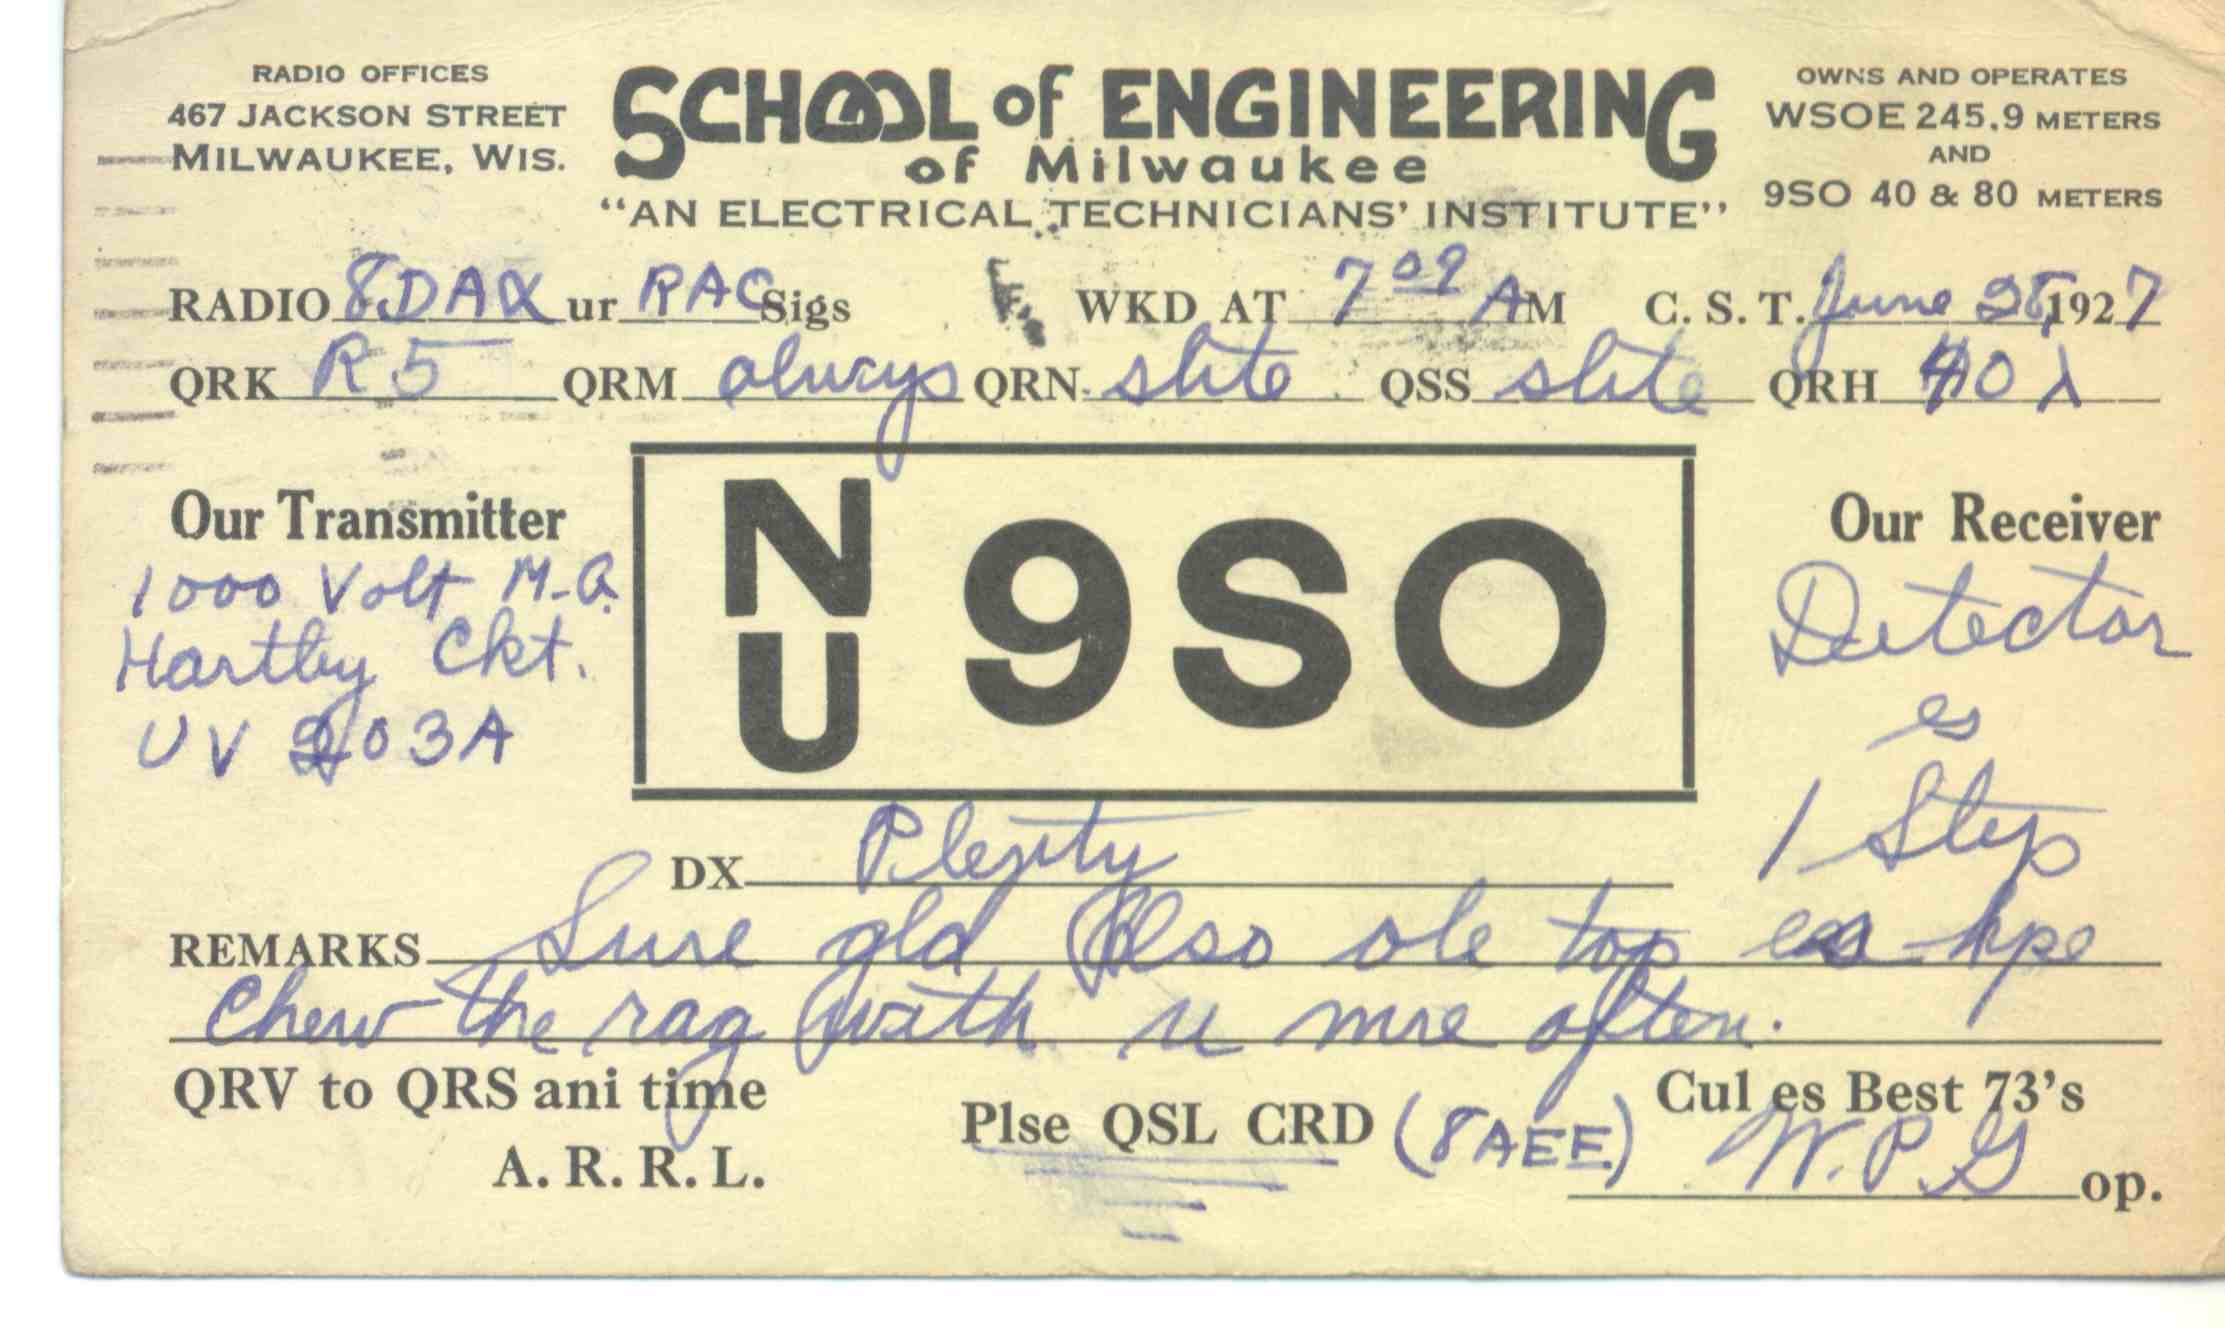 RADIO OFFICES
467 JACKSON STREET
MILWAUKEE, WIS.
SCHOOL of ENGINEERING
of Milwaukee
"AN ELECTRICAL TECHNICIANS' INSTITUTE"
OWNS AND OPERATES
WSOE 245.9 METERS
AND
9SO 40 & 80 METERS
RADIO 8DAX ur RAC Sigs WKD AT 7 09 AM C. S. T. June 1927
QRK R5 QRM always QRN slite QSS slite QRH 40 λ
Our Transmitter
1000 Volt M.G.
Hartley Ckt.
UV 203A
NU 9SO
Our Receiver
Detector
es
1 Step
DX Plenty
REMARKS Sure gld Qso ole top es hpe
Chew the rag with u mre often.
QRV to QRS ani time
A. R. R. L.
Plse QSL CRD (8AEE.)
Cul es Best 73's
W. P. G op.